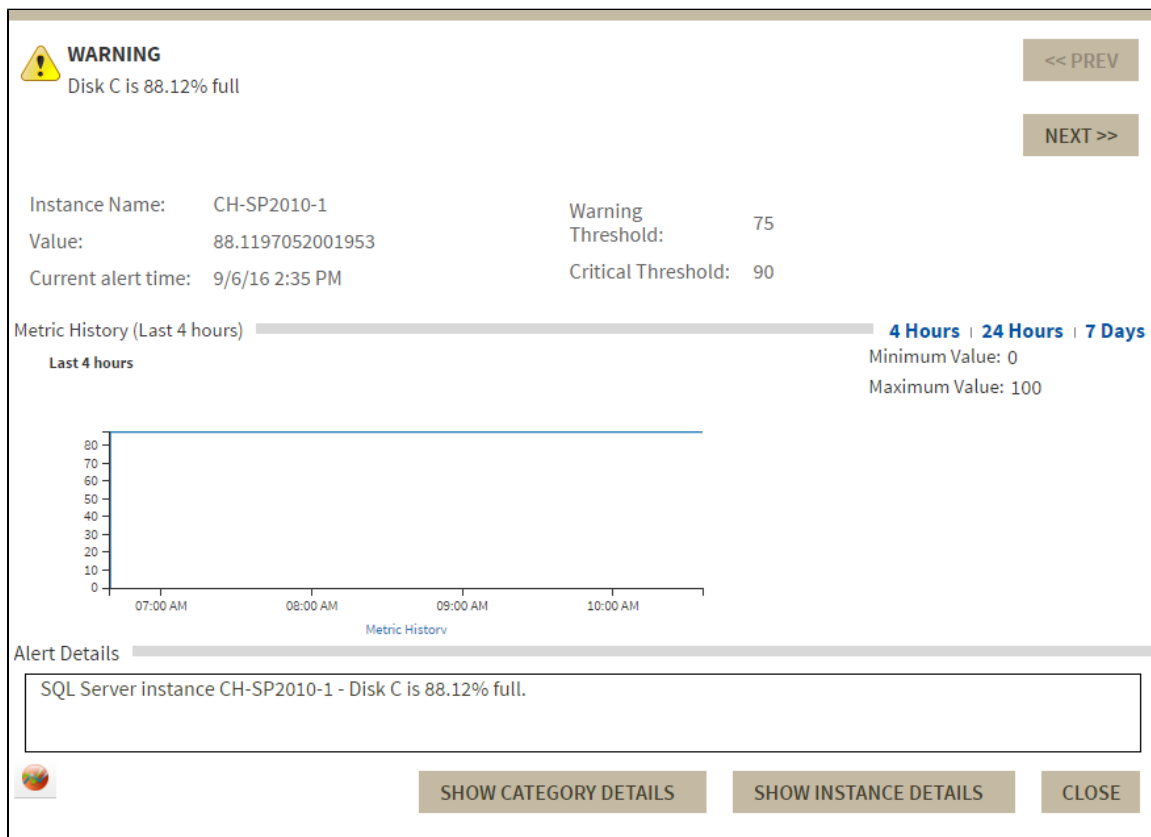 WARNING
Disk C is 88.12% full
<< PREV
NEXT >>
Instance Name: CH-SP2010-1
Value: 88.1197052001953
Current alert time: 9/6/16 2:35 PM
Warning
Threshold: 75
Critical Threshold: 90
Metric History (Last 4 hours)
4 Hours | 24 Hours | 7 Days
Minimum Value: 0
Maximum Value: 100
Last 4 hours
80
70
60
50
40
30
20
10
0
07:00 AM 08:00 AM 09:00 AM 10:00 AM
Metric History
Alert Details
SQL Server instance CH-SP2010-1 - Disk C is 88.12% full.
SHOW CATEGORY DETAILS SHOW INSTANCE DETAILS CLOSE